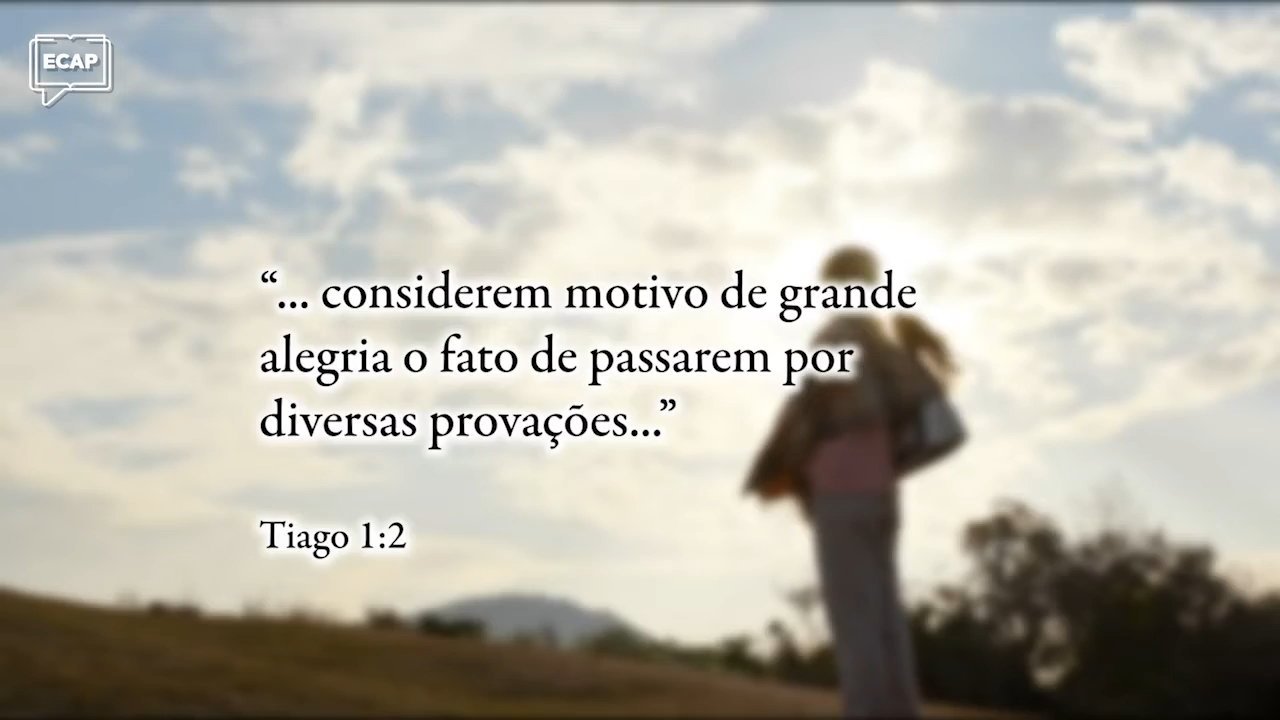 ECAP
“... considerem motivo de grande
alegria o fato de passarem por
diversas provações...”
Tiago 1:2